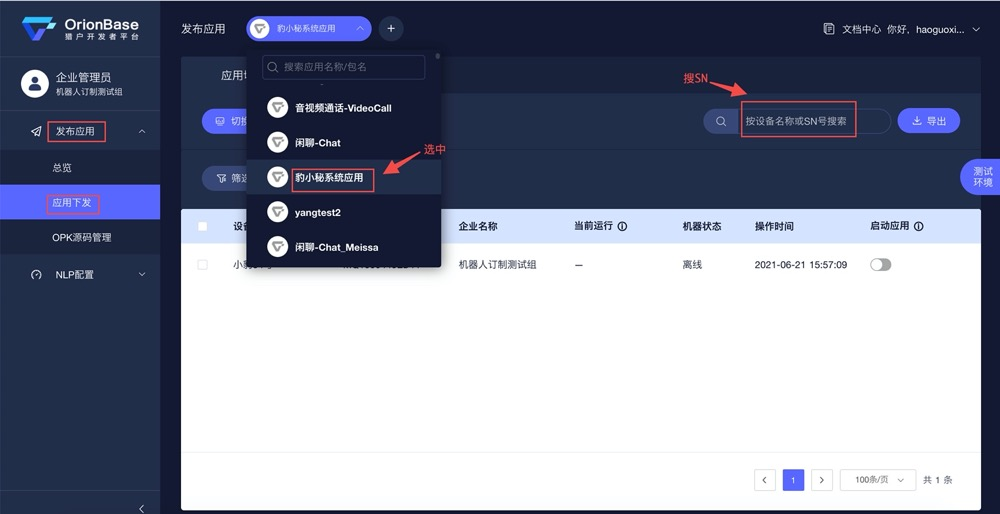 OrionBase
猎户开发者平台
发布应用
豹小秘系统应用
+
文档中心
你好，haoguoxi...
企业管理员
机器人订制测试组
搜索应用名称/包名
搜SN
音视频通话-VideoCall
按设备名称或SN号搜索
导出
发布应用
闲聊-Chat
选中
总览
豹小秘系统应用
测试
环境
应用下发
yangtest2
企业名称
当前运行
机器状态
操作时间
启动应用
OPK源码管理
闲聊-Chat_Meissa
机器人订制测试组
—
离线
2021-06-21 15:57:09
NLP配置
1
100条/页
共 1 条